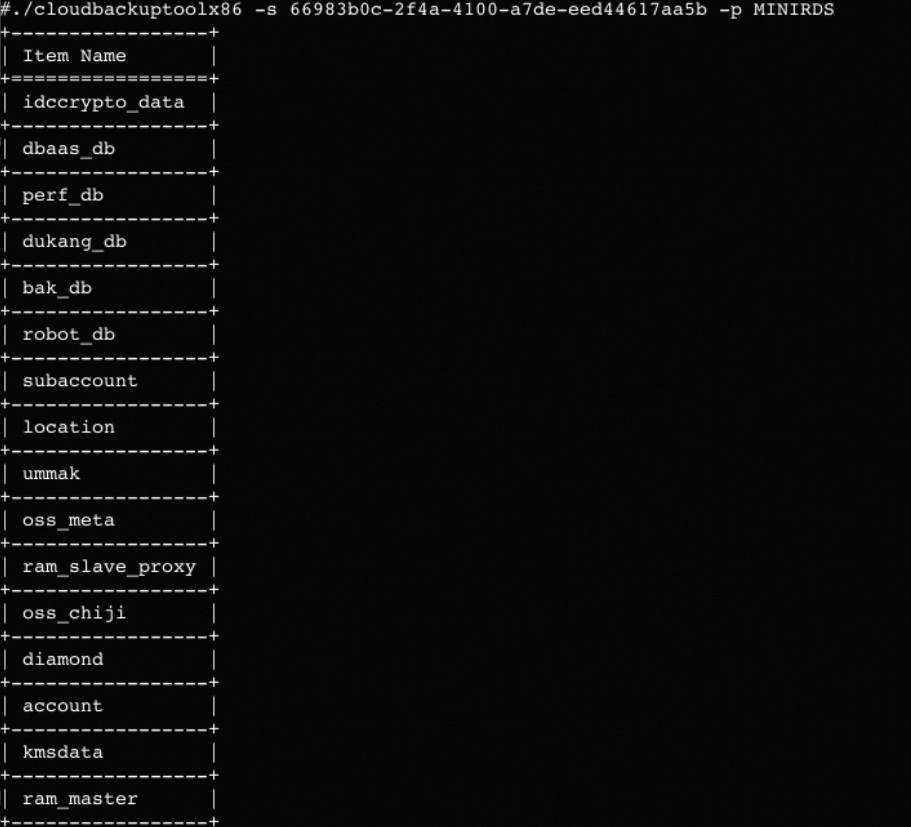 #./cloudbackuptoolx86 -s 66983b0c-2f4a-4100-a7de-eed44617aa5b -p MINIRDS
+-----------------+
| Item Name       |
+=================+
| idccrypto_data  |
+-----------------+
| dbaas_db        |
+-----------------+
| perf_db         |
+-----------------+
| dukang_db       |
+-----------------+
| bak_db          |
+-----------------+
| robot_db        |
+-----------------+
| subaccount      |
+-----------------+
| location        |
+-----------------+
| ummak           |
+-----------------+
| oss_meta        |
+-----------------+
| ram_slave_proxy |
+-----------------+
| oss_chiji       |
+-----------------+
| diamond         |
+-----------------+
| account         |
+-----------------+
| kmsdata         |
+-----------------+
| ram_master      |
+-----------------+